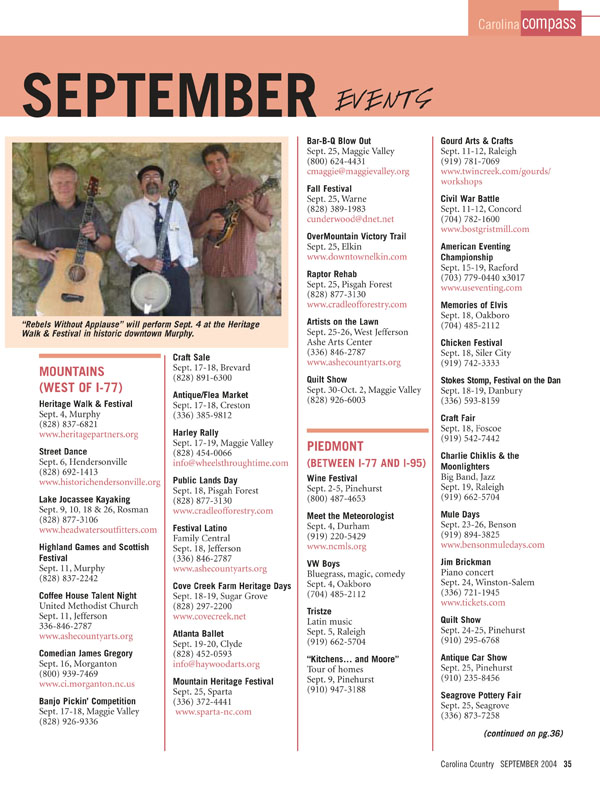 Carolina compass
SEPTEMBER EVENTS
"Rebels Without Applause" will perform Sept. 4 at the Heritage
Walk & Festival in historic downtown Murphy.
MOUNTAINS
(WEST OF I-77)
Heritage Walk & Festival
Sept. 4, Murphy
(828) 837-6821
www.heritagepartners.org
Street Dance
Sept. 6, Hendersonville
(828) 692-1413
www.historichendersonville.org
Lake Jocassee Kayaking
Sept. 9, 10, 18 & 26, Rosman
(828) 877-3106
www.headwatersoutfitters.com
Highland Games and Scottish
Festival
Sept. 11, Murphy
(828) 837-2242
Coffee House Talent Night
United Methodist Church
Sept. 11, Jefferson
336-846-2787
www.ashecountyarts.org
Comedian James Gregory
Sept. 16, Morganton
(800) 939-7469
www.ci.morganton.nc.us
Banjo Pickin' Competition
Sept. 17-18, Maggie Valley
(828) 926-9336
Craft Sale
Sept. 17-18, Brevard
(828) 891-6300
Antique/Flea Market
Sept. 17-18, Creston
(336) 385-9812
Harley Rally
Sept. 17-19, Maggie Valley
(828) 454-0066
info@wheelsthroughtime.com
Public Lands Day
Sept. 18, Pisgah Forest
(828) 877-3130
www.cradleofforestry.com
Festival Latino
Family Central
Sept. 18, Jefferson
(336) 846-2787
www.ashecountyarts.org
Cove Creek Farm Heritage Days
Sept. 18-19, Sugar Grove
(828) 297-2200
www.covecreek.net
Atlanta Ballet
Sept. 19-20, Clyde
(828) 452-0593
info@haywoodarts.org
Mountain Heritage Festival
Sept. 25, Sparta
(336) 372-4441
www.sparta-nc.com
Bar-B-Q Blow Out
Sept. 25, Maggie Valley
(800) 624-4431
cmaggie@maggievalley.org
Fall Festival
Sept. 25, Warne
(828) 389-1983
cunderwood@dnet.net
OverMountain Victory Trail
Sept. 25, Elkin
www.downtownelkin.com
Raptor Rehab
Sept. 25, Pisgah Forest
(828) 877-3130
www.cradleofforestry.com
Artists on the Lawn
Sept. 25-26, West Jefferson
Ashe Arts Center
(336) 846-2787
www.ashecountyarts.org
Quilt Show
Sept. 30-Oct. 2, Maggie Valley
(828) 926-6003
PIEDMONT
(BETWEEN I-77 AND I-95)
Wine Festival
Sept. 2-5, Pinehurst
(800) 487-4653
Meet the Meteorologist
Sept. 4, Durham
(919) 220-5429
www.ncmls.org
VW Boys
Bluegrass, magic, comedy
Sept. 4, Oakboro
(704) 485-2112
Tristze
Latin music
Sept. 5, Raleigh
(919) 662-5704
"Kitchens... and Moore"
Tour of homes
Sept. 9, Pinehurst
(910) 947-3188
Gourd Arts & Crafts
Sept. 11-12, Raleigh
(919) 781-7069
www.twincreek.com/gourds/
workshops
Civil War Battle
Sept. 11-12, Concord
(704) 782-1600
www.bostgristmill.com
American Eventing
Championship
Sept. 15-19, Raeford
(703) 779-0440 x3017
www.useventing.com
Memories of Elvis
Sept. 18, Oakboro
(704) 485-2112
Chicken Festival
Sept. 18, Siler City
(919) 742-3333
Stokes Stomp, Festival on the Dan
Sept. 18-19, Danbury
(336) 593-8159
Craft Fair
Sept. 18, Foscoe
(919) 542-7442
Charlie Chiklis & the
Moonlighters
Big Band, Jazz
Sept. 19, Raleigh
(919) 662-5704
Mule Days
Sept. 23-26, Benson
(919) 894-3825
www.bensonmuledays.com
Jim Brickman
Piano concert
Sept. 24, Winston-Salem
(336) 721-1945
www.tickets.com
Quilt Show
Sept. 24-25, Pinehurst
(910) 295-6768
Antique Car Show
Sept. 25, Pinehurst
(910) 235-8456
Seagrove Pottery Fair
Sept. 25, Seagrove
(336) 873-7258
(continued on pg.36)
Carolina Country SEPTEMBER 2004 35